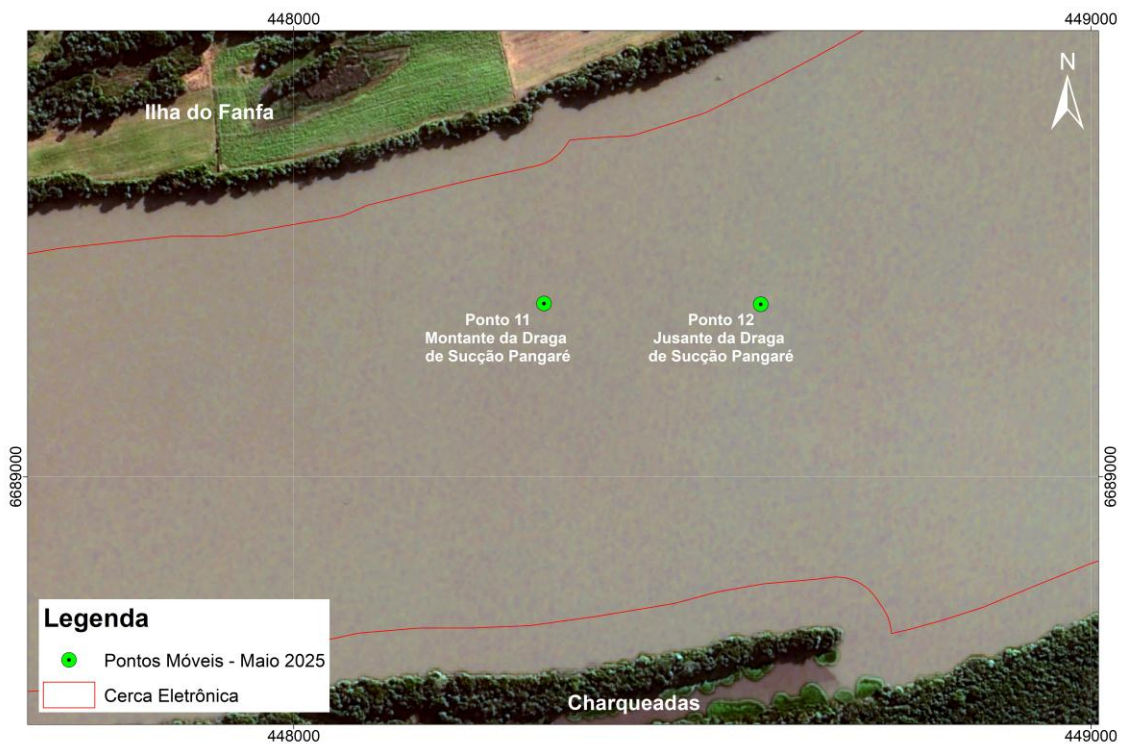 448000
449000
N
Ilha do Fanfa
Ponto 11
Montante da Draga
de Sucção Pangaré
Ponto 12
Jusante da Draga
de Sucção Pangaré
6689000
6689000
Legenda
Pontos Móveis - Maio 2025
Cerca Eletrônica
Charqueadas
448000
449000